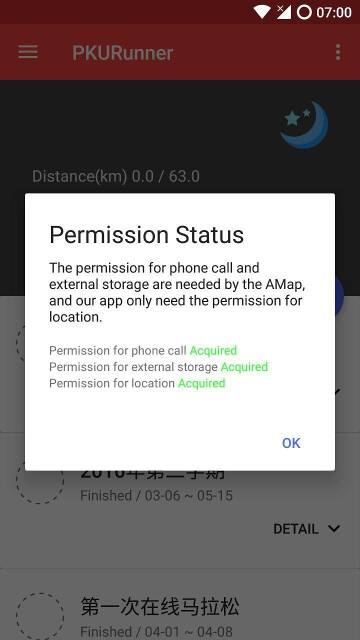 07:00
PKURunner
Distance(km) 0.0 / 63.0
Permission Status
The permission for phone call and
external storage are needed by the AMap,
and our app only need the permission for
location.
Permission for phone call Acquired
Permission for external storage Acquired
Permission for location Acquired
OK
2016年第二学期
Finished / 03-06 ~ 05-15
DETAIL
第一次在线马拉松
Finished / 04-01 ~ 04-08